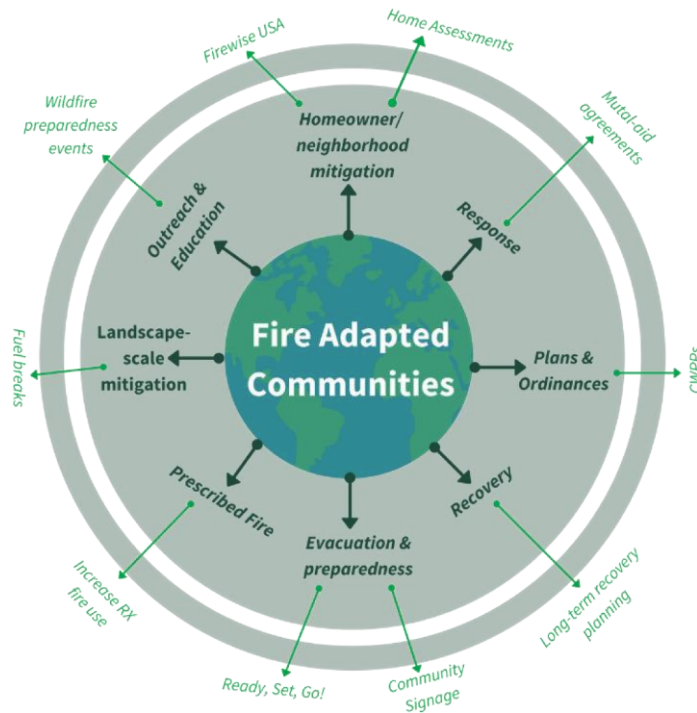 Fire Adapted
Communities
Homeowner/
neighborhood
mitigation
Firewise USA
Home Assessments
Response
Mutal-aid
agreements
Plans &
Ordinances
CWPPs
Recovery
Long-term recovery
planning
Evacuation &
preparedness
Community
Signage
Ready, Set, Go!
Prescribed Fire
Increase RX
fire use
Landscape-
scale
mitigation
Fuel breaks
Outreach &
Education
Wildfire
preparedness
events